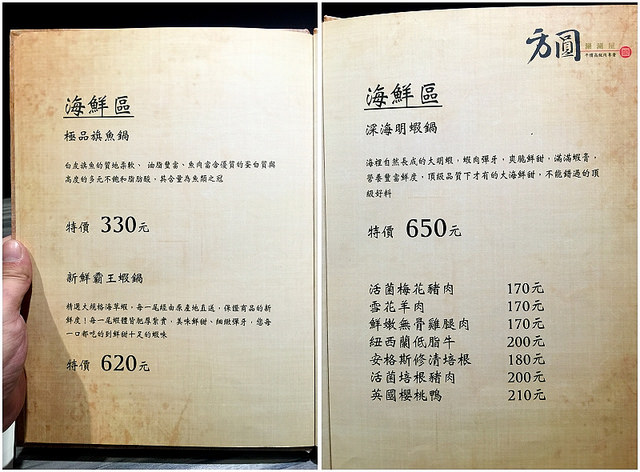 海鮮區
極品旗魚鍋
白皮旗魚的質地柔軟、油脂豐富、魚肉富含優質的蛋白質與
高度的多元不飽和脂肪酸，其含量為魚類之冠
特價 330元
新鮮霸王蝦鍋
精選大規格海草蝦，每一尾經由原產地直送，保證商品的新
鮮度！每一尾蝦體皆肥厚紮實，美味鮮甜、細緻彈牙，您每
一口都吃的到鮮甜十足的蝦味
特價 620元
方圓
海鮮區
深海明蝦鍋
海裡自然長成的大明蝦，蝦肉彈牙，爽脆鮮甜，滿滿蝦膏，
營養豐富鮮度，頂級品質下才有的大海鮮甜，不能錯過的頂
級好料
特價 650元
活菌梅花豬肉 170元
雪花羊肉 170元
鮮嫩無骨雞腿肉 170元
紐西蘭低脂牛 200元
安格斯修清培根 180元
活菌培根豬肉 200元
英國櫻桃鴨 210元